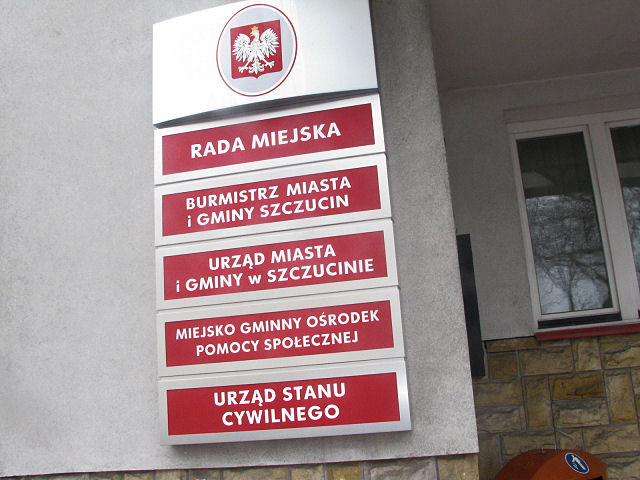 RADA MIEJSKA
BURMISTRZ MIASTA
i GMINY SZCZUCIN
URZĄD MIASTA
i GMINY w SZCZUCINIE
MIEJSKO GMINNY OŚRODEK
POMOCY SPOŁECZNEJ
URZĄD STANU
CYWILNEGO